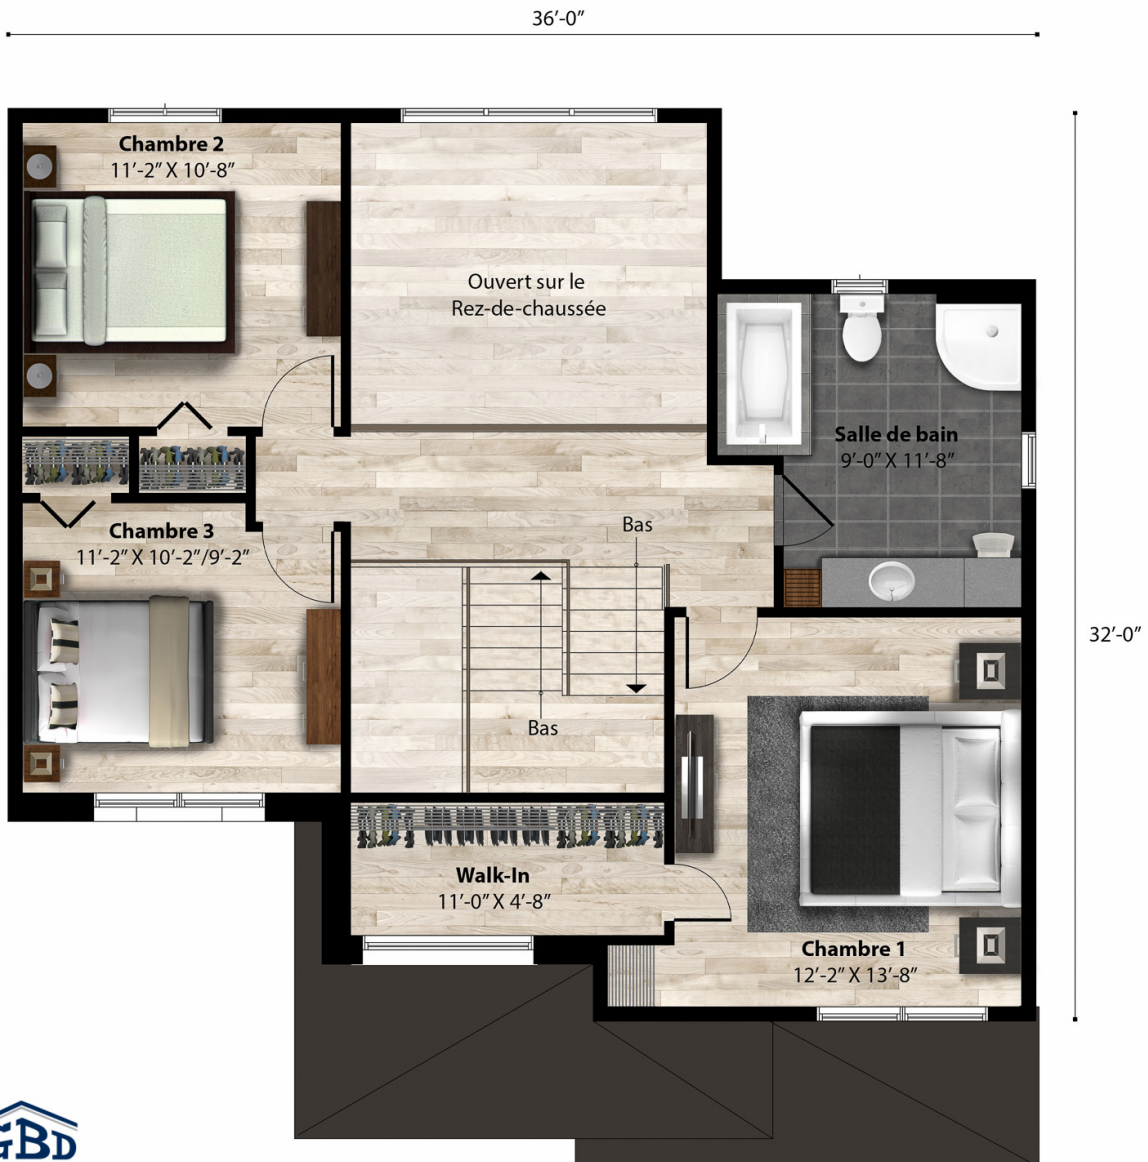 36’-0”
Chambre 2
11’-2” X 10’-8”
Ouvert sur le
Rez-de-chaussée
Salle de bain
9’-0” X 11’-8”
Bas
Chambre 3
11’-2” X 10’-2”/9’-2”
32’-0”
Bas
Walk-In
11’-0” X 4’-8”
Chambre 1
12’-2” X 13’-8”
GBD